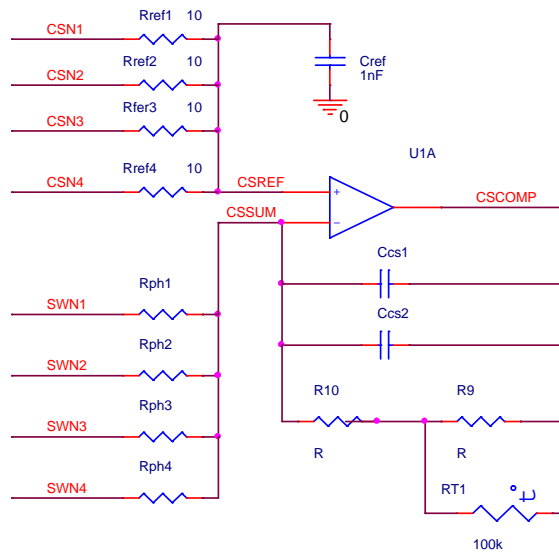 Rref1 10
CSN1
Rref2 10
CSN2
Cref
1nF
Rfer3 10
CSN3
0
Rref4 10
CSN4
U1A
CSREF
+
CSCOMP
CSSUM
−
Ccs1
Rph1
SWN1
Ccs2
Rph2
SWN2
R10 R9
Rph3
SWN3
R R
Rph4
SWN4
RT1 t°
100k